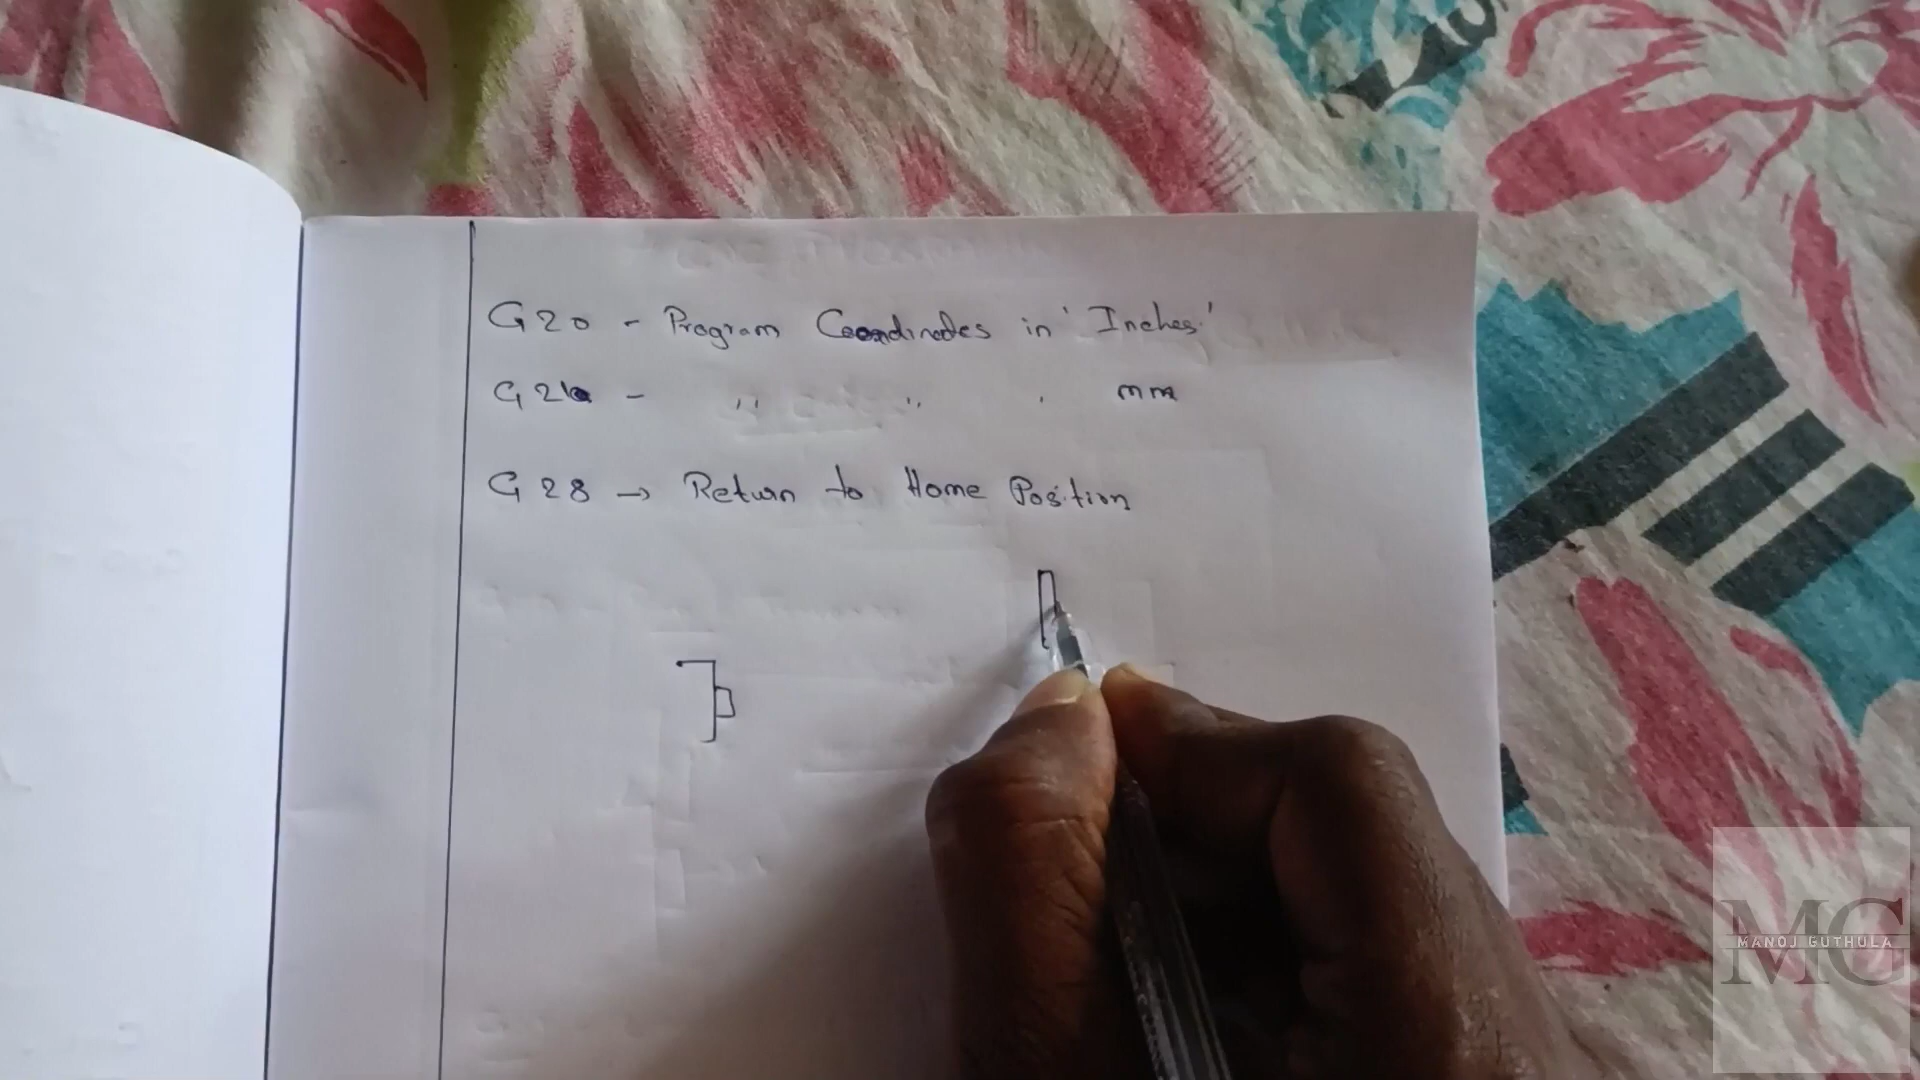 G20 - Program Coordinates in 'Inches'
G21 - ,, ,, , mm
G28 → Return to Home Position
MG
MANOJ GUTHULA